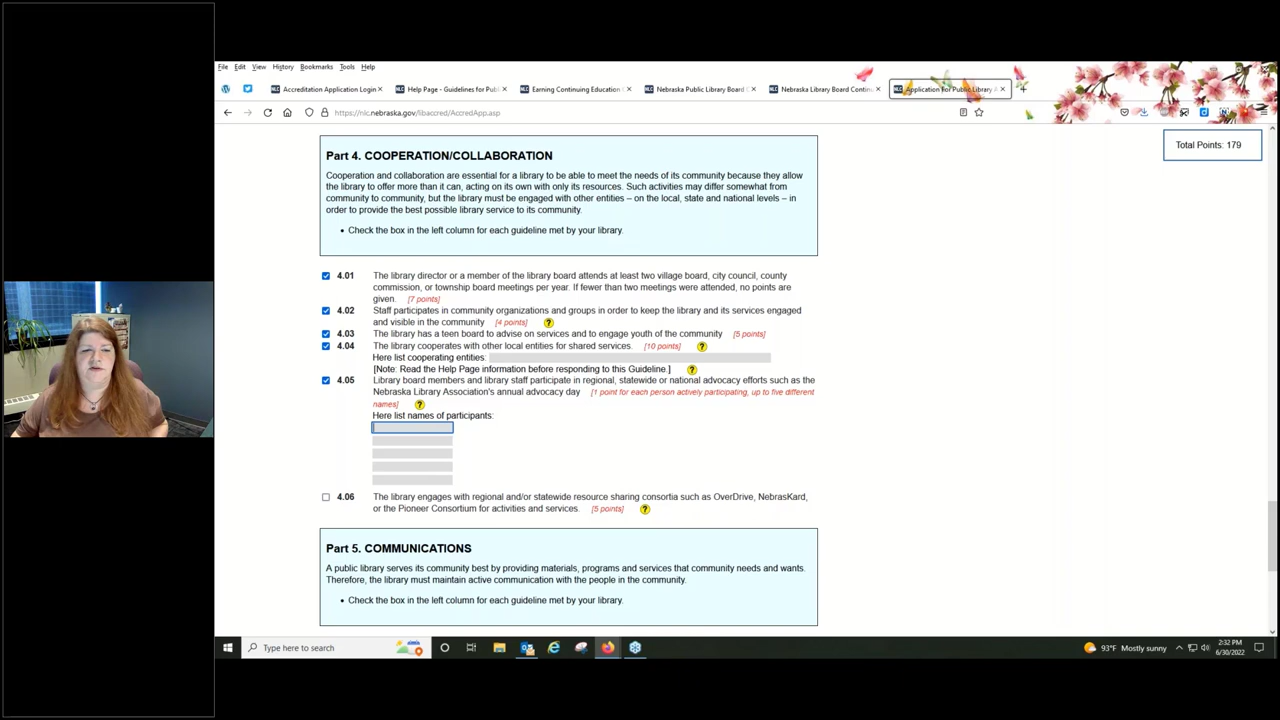 File Edit View History Bookmarks Tools Help
Accreditation Application Login
Help Page - Guidelines for Publ
Earning Continuing Education
Nebraska Public Library Board C
Nebraska Library Board Contin
Application For Public Library A
https://nlc.nebraska.gov/libaccred/AccredApp.asp
Total Points: 179
Part 4. COOPERATION/COLLABORATION
Cooperation and collaboration are essential for a library to be able to meet the needs of its community because they allow
the library to offer more than it can, acting on its own with only its resources. Such activities may differ somewhat from
community to community, but the library must be engaged with other entities – on the local, state and national levels – in
order to provide the best possible library service to its community.
• Check the box in the left column for each guideline met by your library.
4.01 The library director or a member of the library board attends at least two village board, city council, county
commission, or township board meetings per year. If fewer than two meetings were attended, no points are
given. [7 points]
4.02 Staff participates in community organizations and groups in order to keep the library and its services engaged
and visible in the community [4 points] ?
4.03 The library has a teen board to advise on services and to engage youth of the community [5 points]
4.04 The library cooperates with other local entities for shared services. [10 points] ?
Here list cooperating entities:
[Note: Read the Help Page information before responding to this Guideline.] ?
4.05 Library board members and library staff participate in regional, statewide or national advocacy efforts such as the
Nebraska Library Association's annual advocacy day [1 point for each person actively participating, up to five different
names] ?
Here list names of participants:
4.06 The library engages with regional and/or statewide resource sharing consortia such as OverDrive, NebrasKard,
or the Pioneer Consortium for activities and services. [5 points] ?
Part 5. COMMUNICATIONS
A public library serves its community best by providing materials, programs and services that community needs and wants.
Therefore, the library must maintain active communication with the people in the community.
• Check the box in the left column for each guideline met by your library.
Type here to search
93°F Mostly sunny
2:32 PM
6/30/2022